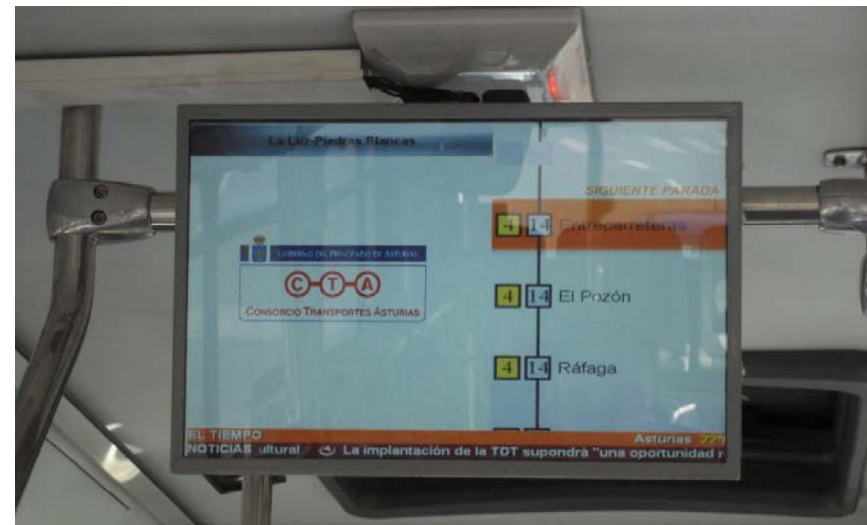 La Luz-Piedras Blancas
SIGUIENTE PARADA
4 14 Entrecarreteras
GOBIERNO DEL PRINCIPADO DE ASTURIAS
C-T-A
CONSORCIO TRANSPORTES ASTURIAS
4 14 El Pozón
4 14 Ráfaga
EL TIEMPO
Asturias 22º
NOTICIAS ultural La implantación de la TDT supondrá "una oportunidad r